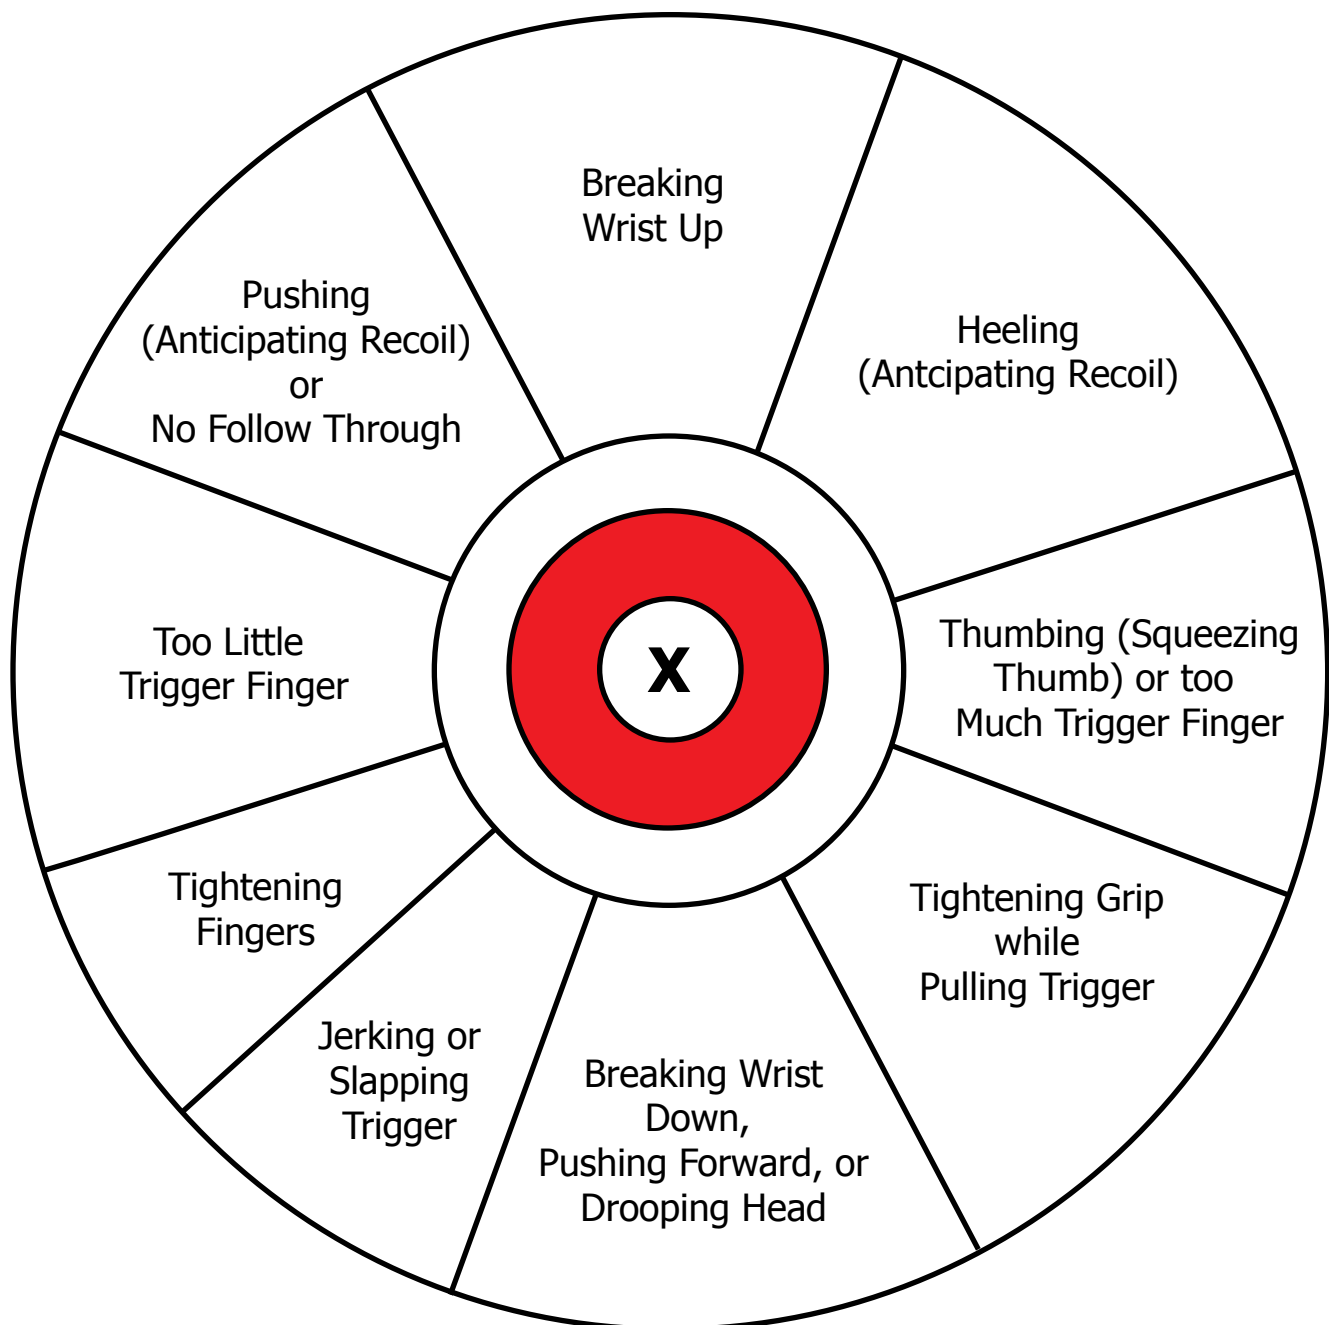 Breaking
Wrist Up
Heeling
(Antcipating Recoil)
Pushing
(Anticipating Recoil)
or
No Follow Through
Thumbing (Squeezing
Thumb) or too
Much Trigger Finger
Too Little
Trigger Finger
X
Tightening Grip
while
Pulling Trigger
Tightening
Fingers
Jerking or
Slapping
Trigger
Breaking Wrist
Down,
Pushing Forward, or
Drooping Head